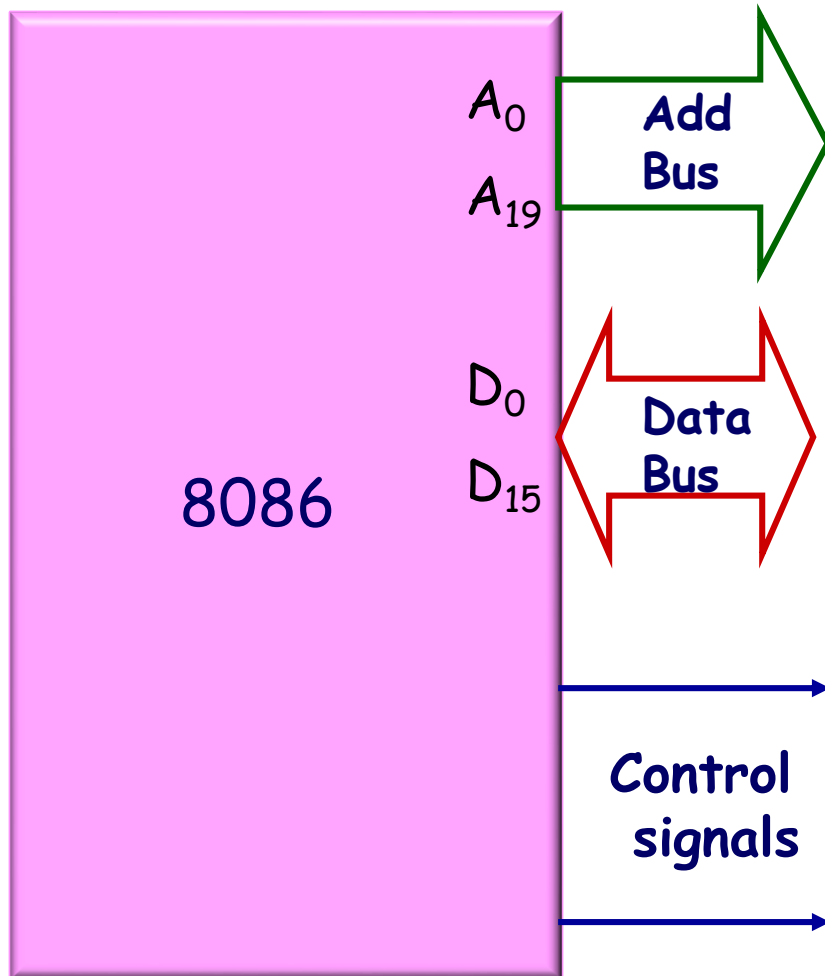 A0
Add
Bus
A19
D0
Data
Bus
D15
8086
Control
signals